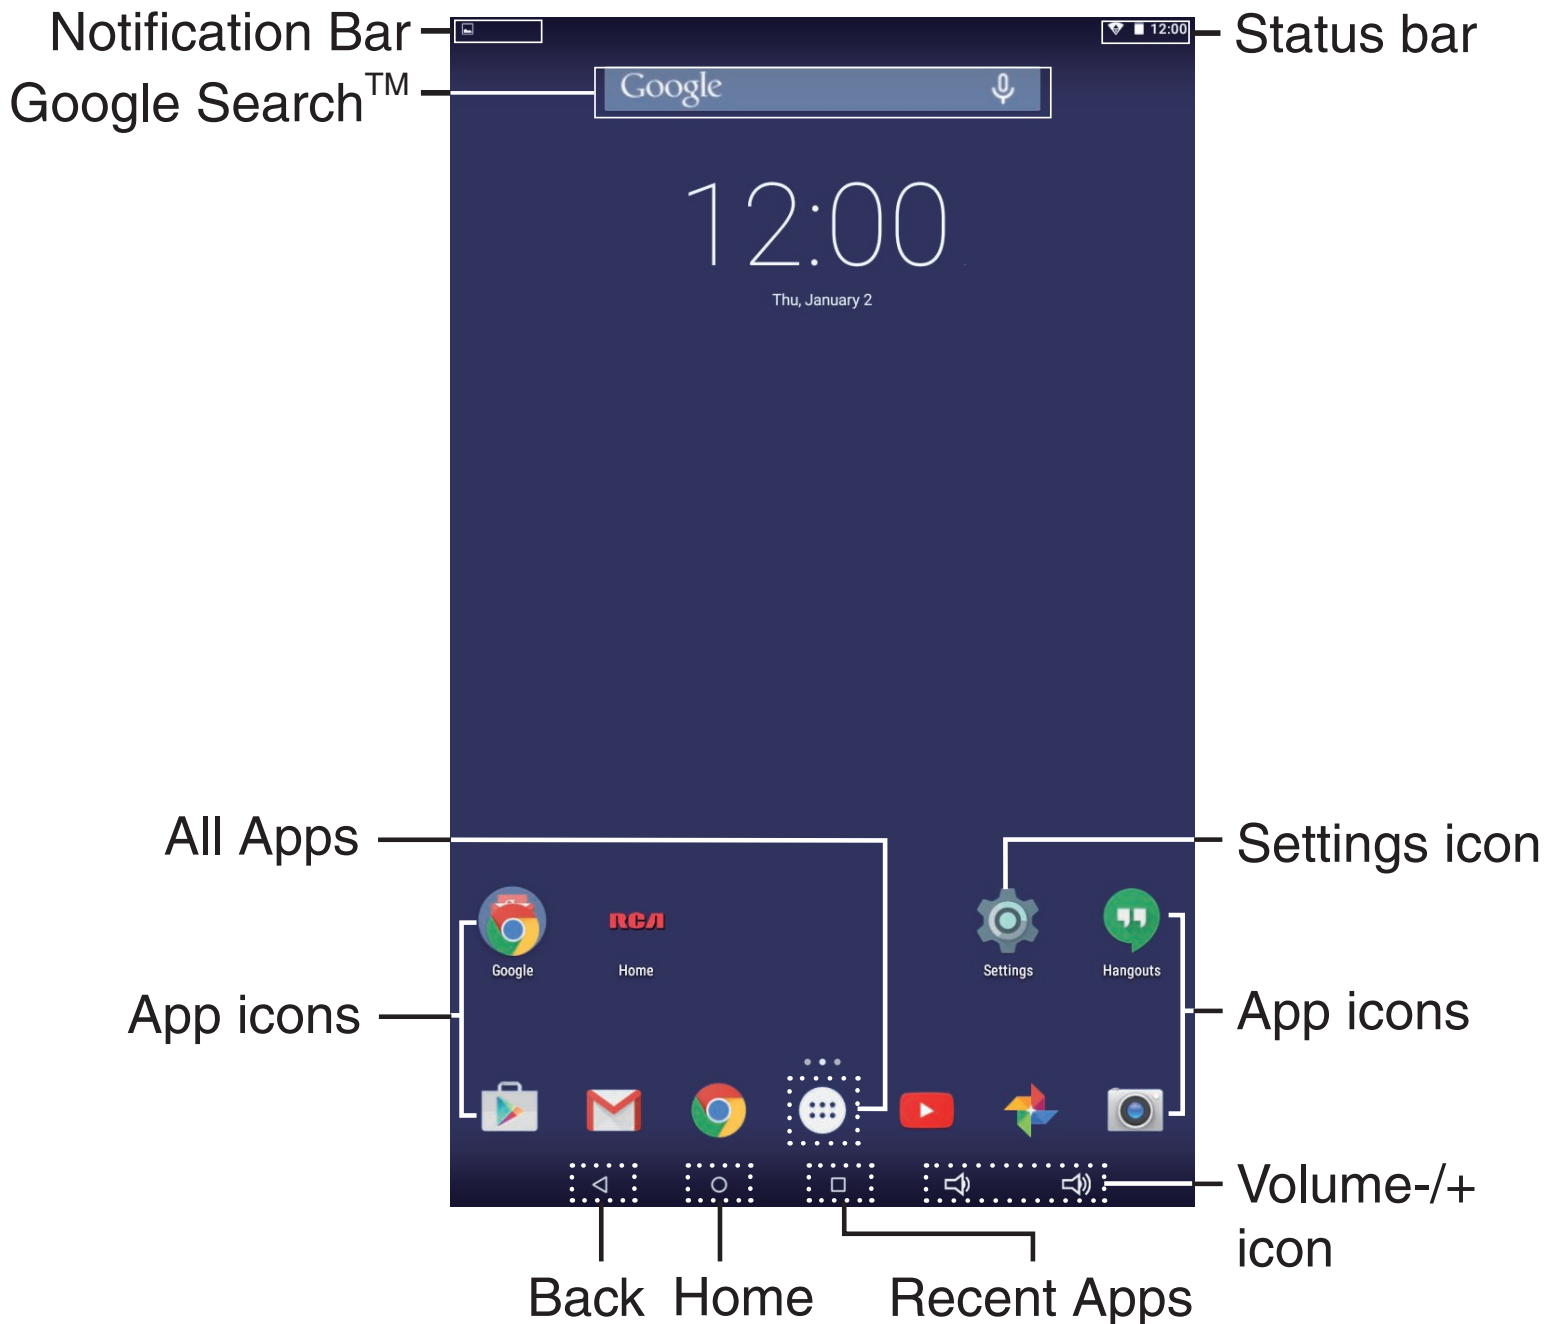 Notification Bar
12:00
Status bar
Google Search™
Google
12:00
Thu, January 2
All Apps
Settings icon
RCA
Google
Home
Settings
Hangouts
App icons
App icons
Volume-/+
icon
Back
Home
Recent Apps